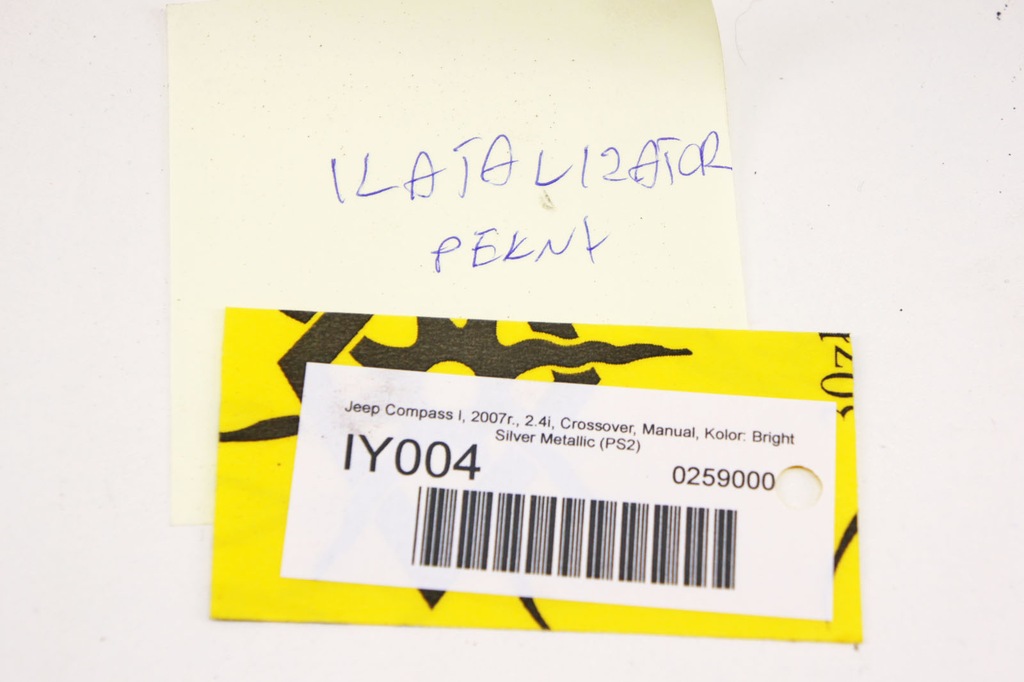 KATALIZATOR
PEKNY
Jeep Compass I, 2007r., 2.4i, Crossover, Manual, Kolor: Bright
Silver Metallic (PS2)
IY004
0259000